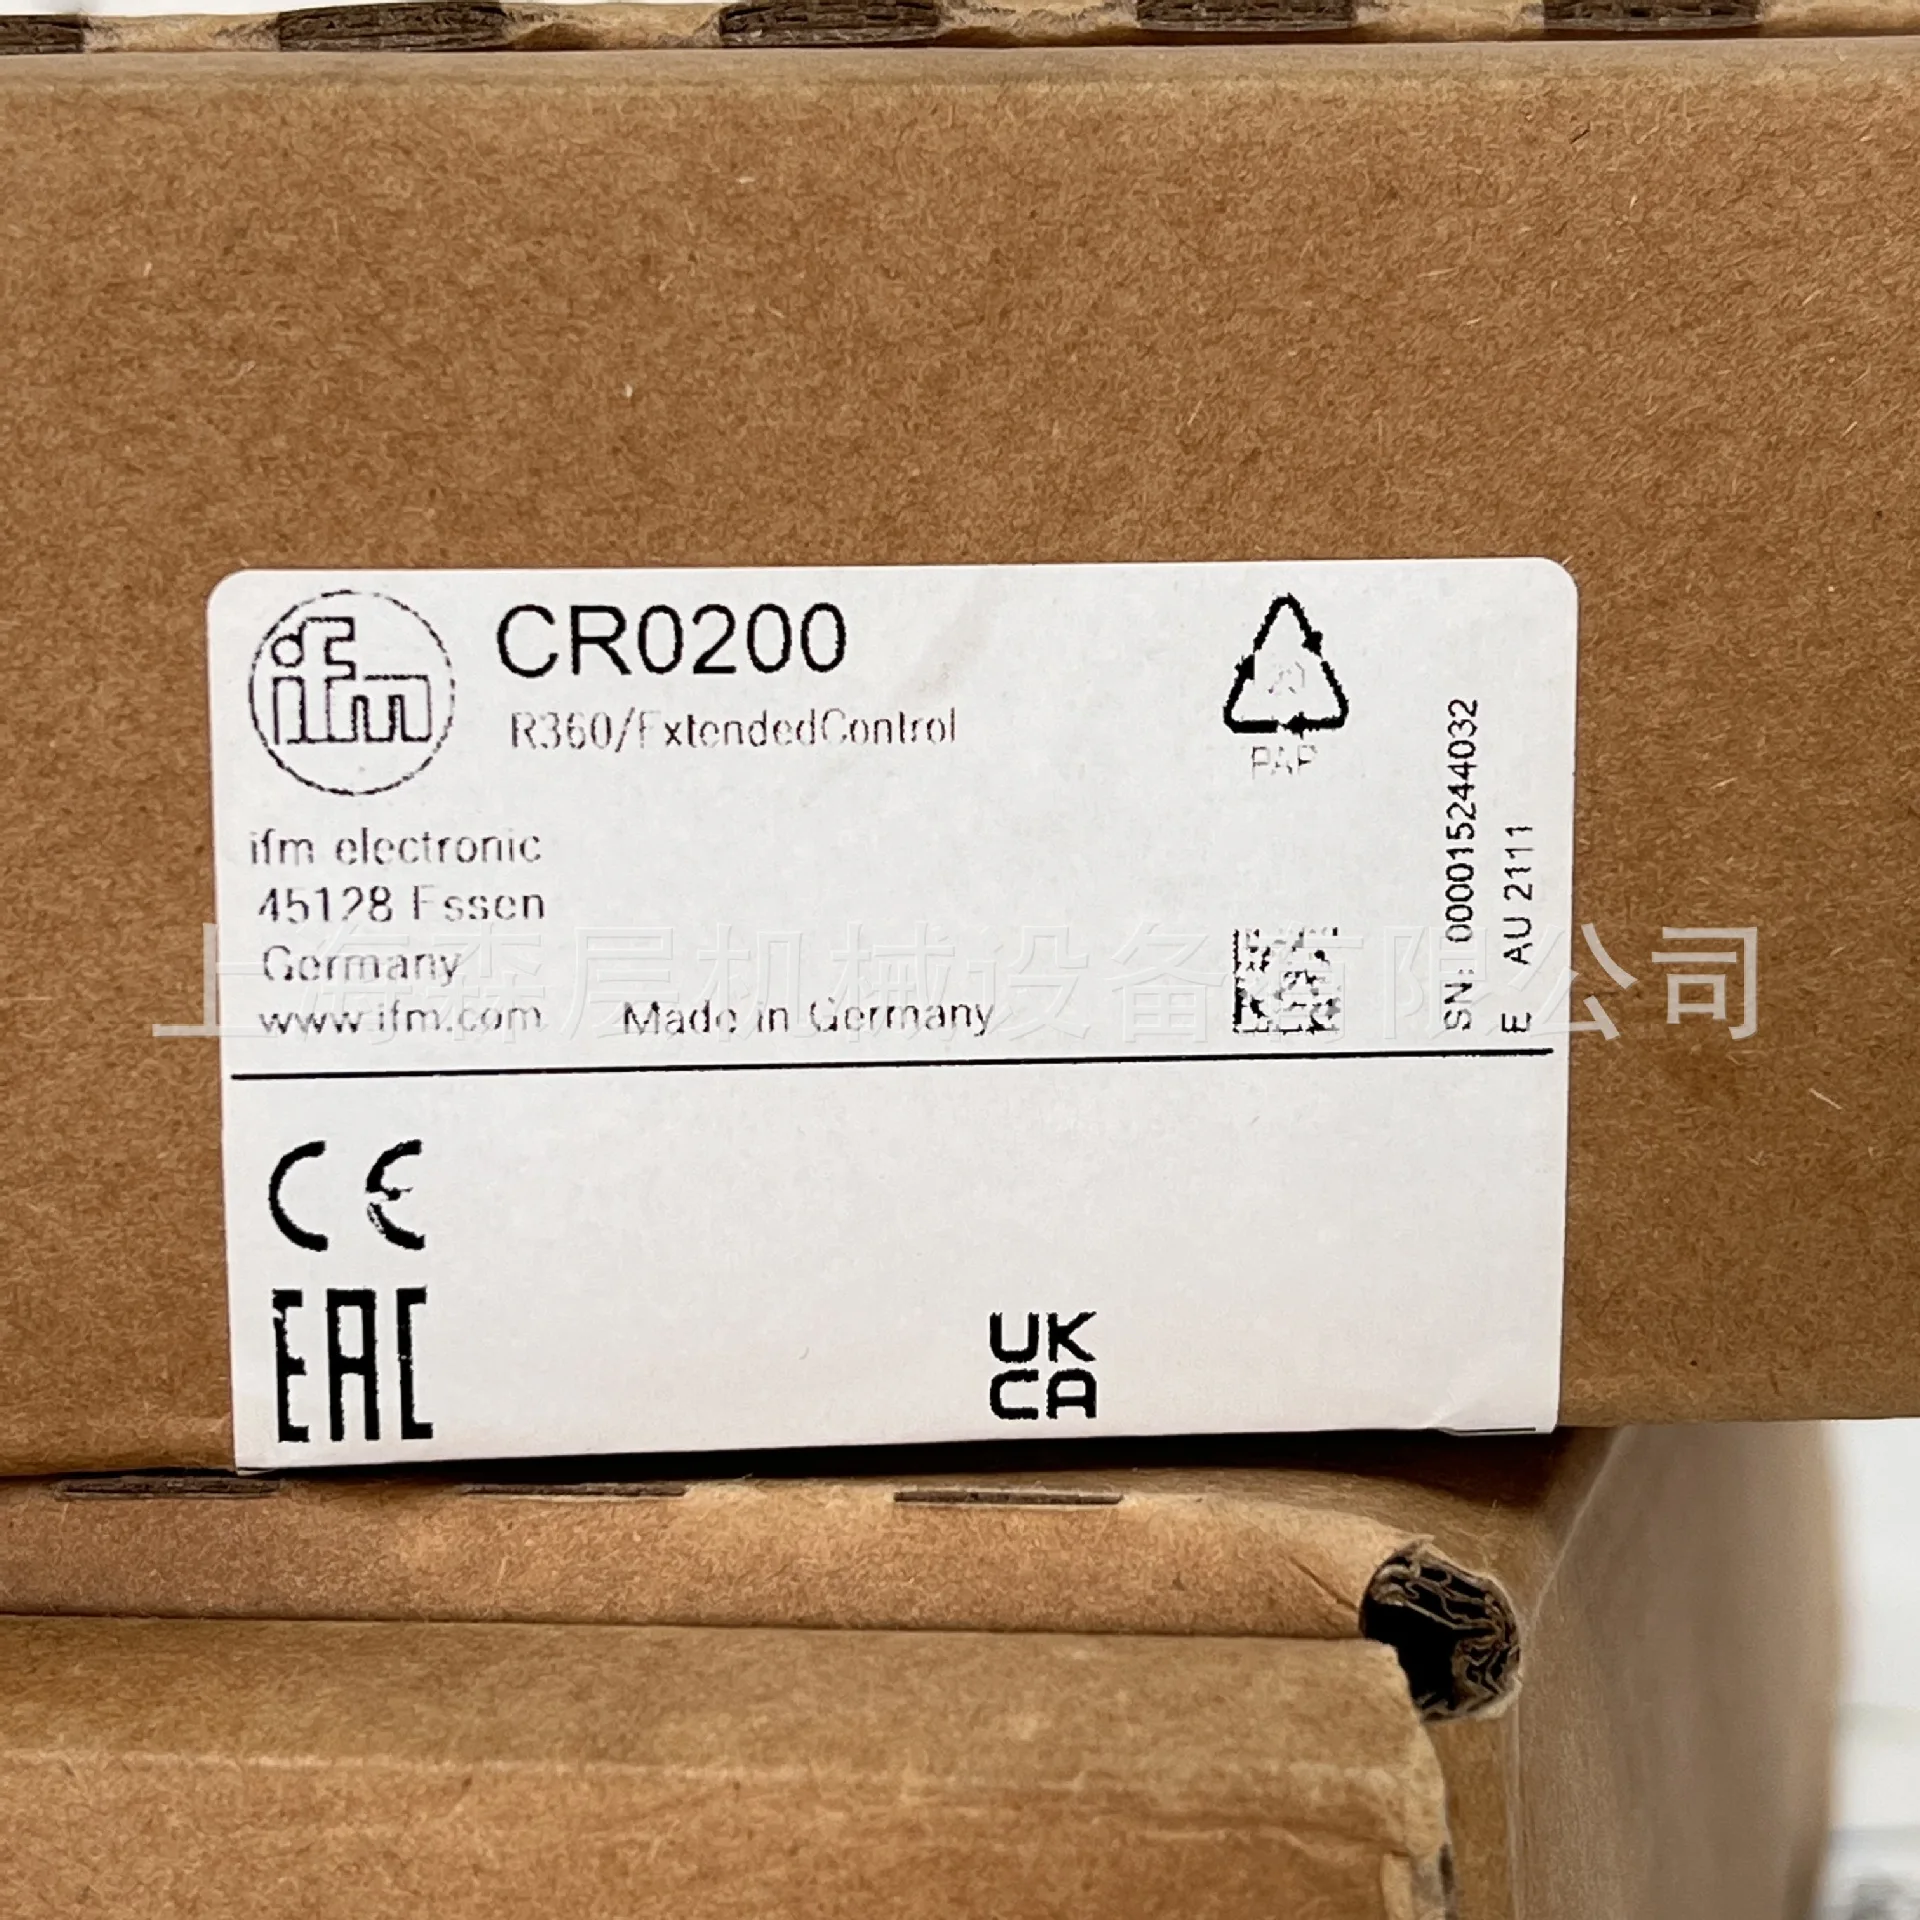 ifm
CR0200
R360/ExtendedControl
20
PAP
ifm electronic
45128 Essen
Germany
www.ifm.com
Made in Germany
SN: 000015244032
E AU 2111
上海森层机械设备有限公司
CE
EAC
UK
CA